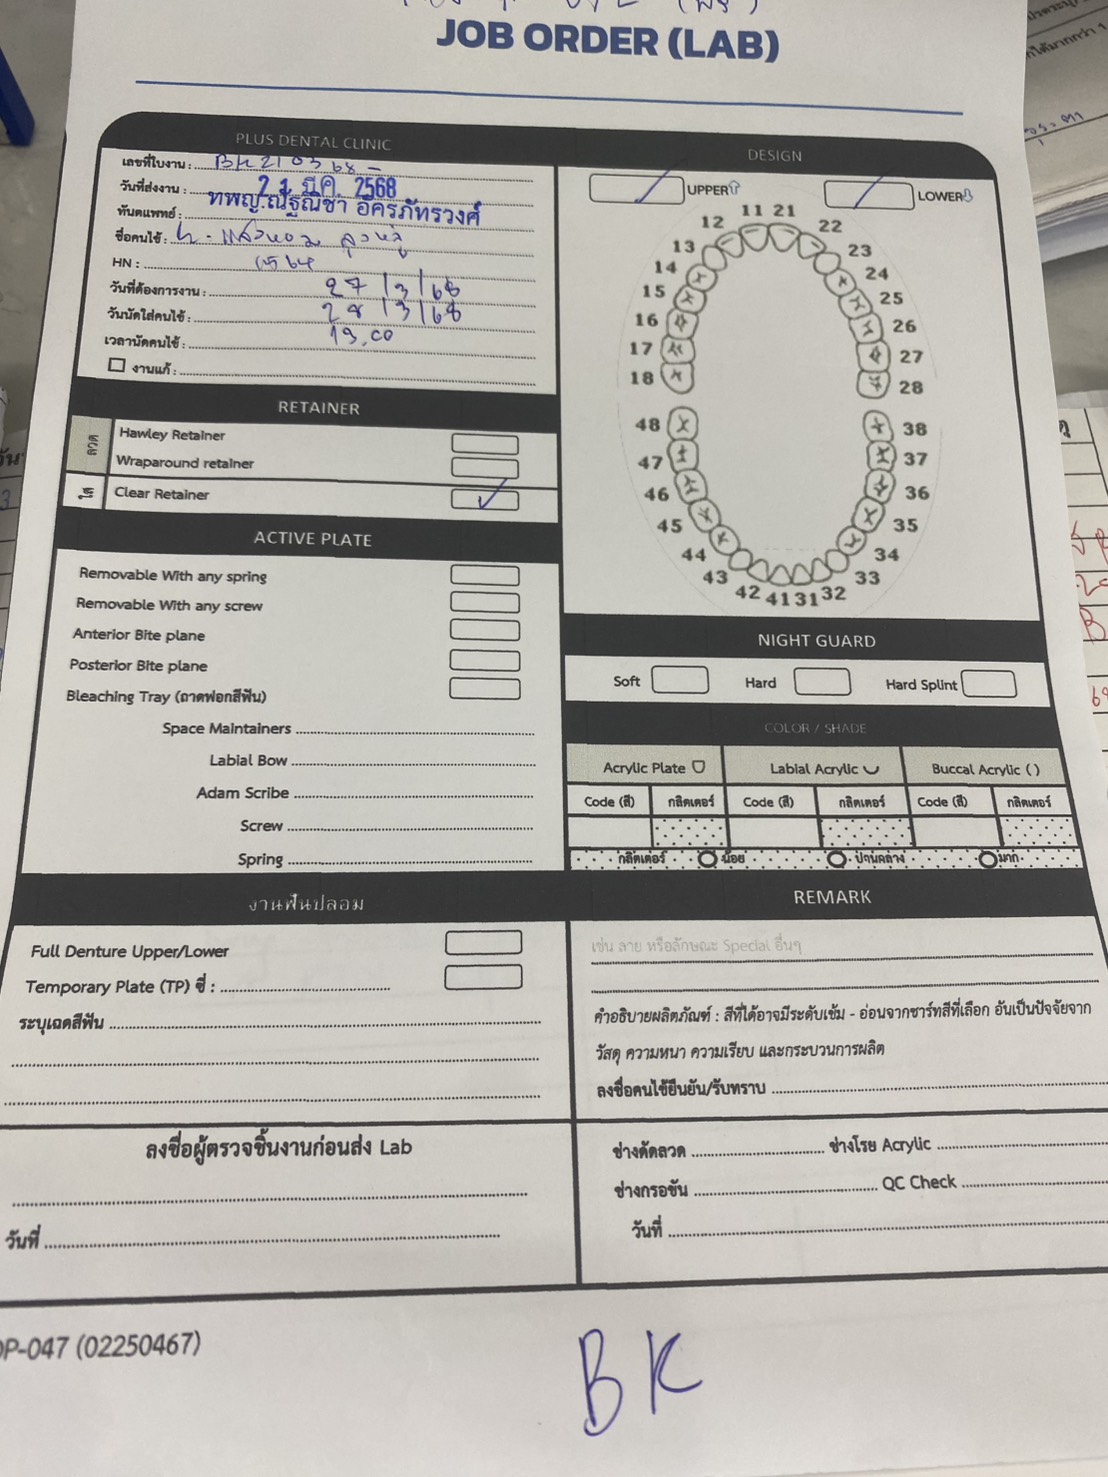 JOB ORDER (LAB)
PLUS DENTAL CLINIC
เลขที่ใบงาน : BK210368-
วันที่ส่งงาน : 21 มี.ค. 2568
ทันตแพทย์ : ทพญ.ณัฐณิชา อัครภัทรวงศ์
ชื่อคนไข้ :
HN :
วันที่ต้องการงาน : 27/3/68
วันนัดใส่คนไข้ : 28/3/68
เวลานัดคนไข้ : 19.00
งานแก้ :
RETAINER
ลวด
Hawley Retainer
Wraparound retainer
ใส
Clear Retainer
ACTIVE PLATE
Removable With any spring
Removable With any screw
Anterior Bite plane
Posterior Bite plane
Bleaching Tray (ถาดฟอกสีฟัน)
Space Maintainers
Labial Bow
Adam Scribe
Screw
Spring
งานฟันปลอม
Full Denture Upper/Lower
Temporary Plate (TP) ซี่ :
ระบุเฉดสีฟัน
ลงชื่อผู้ตรวจชิ้นงานก่อนส่ง Lab
วันที่
DESIGN
UPPER
LOWER
11 21
12 22
13 23
14 24
15 25
16 26
17 27
18 28
48 38
47 37
46 36
45 35
44 34
43 33
42 41 31 32
NIGHT GUARD
Soft Hard Hard Splint
COLOR / SHADE
Acrylic Plate Labial Acrylic Buccal Acrylic ( )
Code (สี) กลิตเตอร์ Code (สี) กลิตเตอร์ Code (สี) กลิตเตอร์
กลิตเตอร์ น้อย ปานกลาง มาก
REMARK
เช่น ลาย หรือลักษณะ Special อื่นๆ
คำอธิบายผลิตภัณฑ์ : สีที่ได้อาจมีระดับเข้ม - อ่อนจากชาร์ทสีที่เลือก อันเป็นปัจจัยจาก
วัสดุ ความหนา ความเรียบ และกระบวนการผลิต
ลงชื่อคนไข้ยืนยัน/รับทราบ
ช่างดัดลวด ช่างโรย Acrylic
ช่างกรอขัน QC Check
วันที่
OP-047 (02250467)
BK